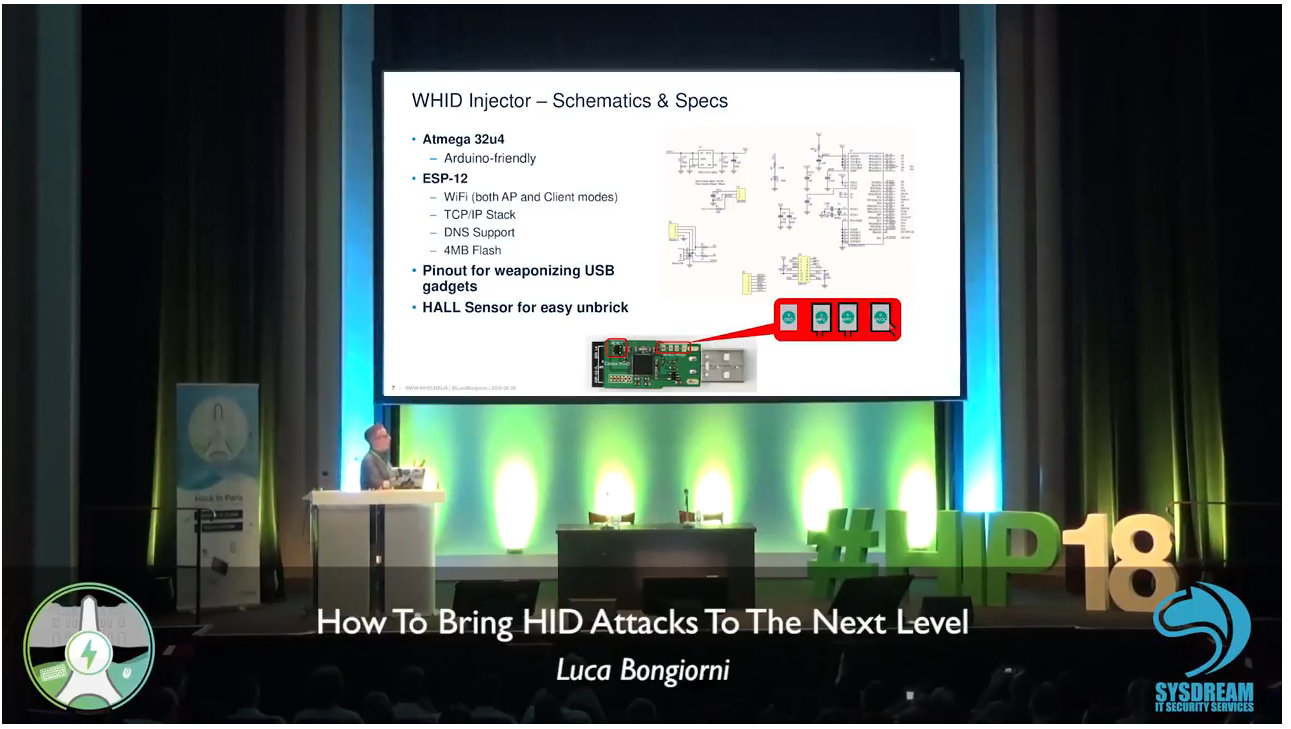 WHID Injector – Schematics & Specs
• Atmega 32u4
– Arduino-friendly
• ESP-12
– WiFi (both AP and Client modes)
– TCP/IP Stack
– DNS Support
– 4MB Flash
• Pinout for weaponizing USB
gadgets
• HALL Sensor for easy unbrick
7
Hack In Paris
#HIP18
How To Bring HID Attacks To The Next Level
Luca Bongiorni
SYSDREAM
IT SECURITY SERVICES